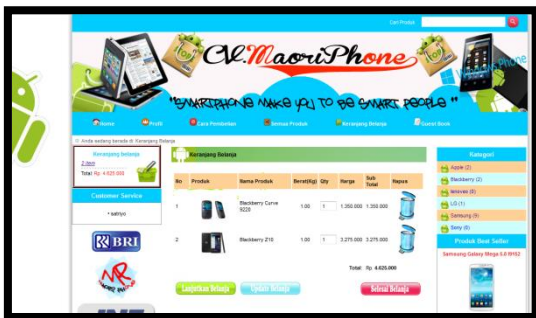 Cari Produk
CV.MaoriPhone
Windows Phone
"SMARTPHONE MAKE YOU TO BE SMART PEOPLE"
Home Profil Cara Pembelian Semua Produk Keranjang Belanja Guest Book
Anda sedang berada di: Keranjang Belanja
Keranjang Belanja
2 item
Total: Rp. 4.625.000
Customer Service
• satriyo
BRI
Keranjang Belanja
No Produk Nama Produk Berat(Kg) Qty Harga Sub Total Hapus
1 Blackberry Curve 9220 1.00 1 1.350.000 1.350.000
2 Blackberry Z10 1.00 1 3.275.000 3.275.000
Total Rp. 4.625.000
Lanjutkan Belanja Update Belanja Selesai Belanja
Kategori
Apple (2)
Blackberry (2)
lenovo (0)
LG (1)
Samsung (9)
Sony (0)
Produk Best Seller
Samsung Galaxy Mega 5.8 I9152